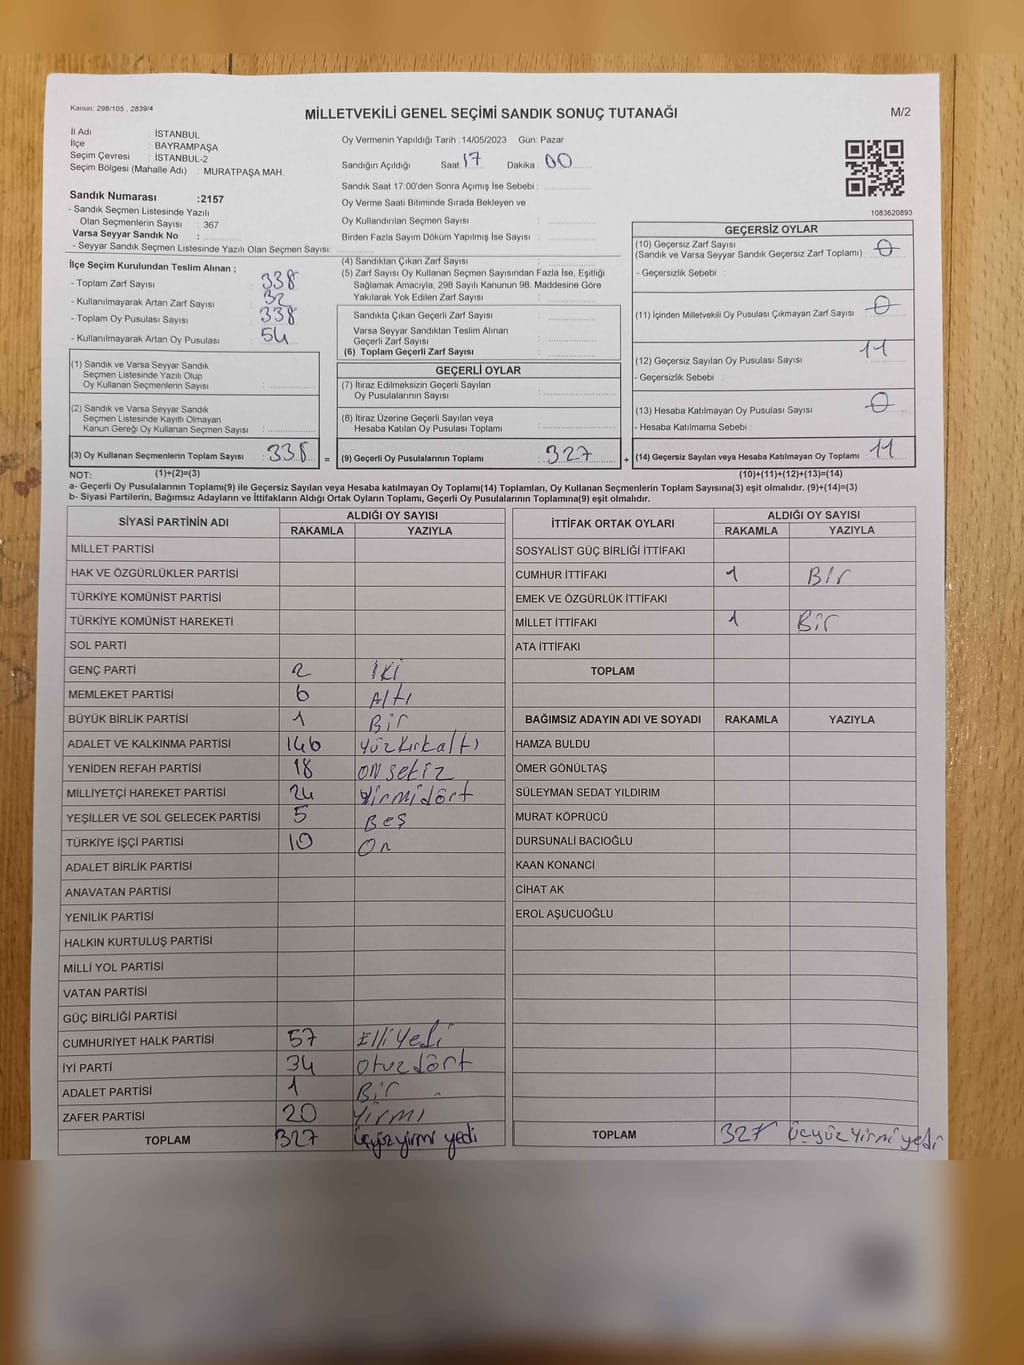 Kanun: 298/105 , 2839/4
MİLLETVEKİLİ GENEL SEÇİMİ SANDIK SONUÇ TUTANAĞI
M/2
İl Adı : İSTANBUL
İlçe : BAYRAMPAŞA
Seçim Çevresi : İSTANBUL-2
Seçim Bölgesi (Mahalle Adı) : MURATPAŞA MAH.
Sandık Numarası :2157
- Sandık Seçmen Listesinde Yazılı
Olan Seçmenlerin Sayısı : 367
Varsa Seyyar Sandık No :
- Seyyar Sandık Seçmen Listesinde Yazılı Olan Seçmen Sayısı:
Oy Vermenin Yapıldığı Tarih : 14/05/2023 Gün: Pazar
Sandığın Açıldığı Saat: 17 Dakika : 00
Sandık Saat 17:00'den Sonra Açımış İse Sebebi :
Oy Verme Saati Bitiminde Sırada Bekleyen ve
Oy Kullandırılan Seçmen Sayısı :
Birden Fazla Sayım Döküm Yapılmış İse Sayısı :
1083620893
İlçe Seçim Kurulundan Teslim Alınan ;
- Toplam Zarf Sayısı : 338
- Kullanılmayarak Artan Zarf Sayısı : 32
- Toplam Oy Pusulası Sayısı : 338
- Kullanılmayarak Artan Oy Pusulası : 54
(1) Sandık ve Varsa Seyyar Sandık
Seçmen Listesinde Yazılı Olup
Oy Kullanan Seçmenlerin Sayısı :
(2) Sandık ve Varsa Seyyar Sandık
Seçmen Listesinde Kayıtlı Olmayan
Kanun Gereği Oy Kullanan Seçmen Sayısı :
(3) Oy Kullanan Seçmenlerin Toplam Sayısı : 338 =
(4) Sandıktan Çıkan Zarf Sayısı :
(5) Zarf Sayısı Oy Kullanan Seçmen Sayısından Fazla İse, Eşitliği
Sağlamak Amacıyla, 298 Sayılı Kanunun 98. Maddesine Göre
Yakılarak Yok Edilen Zarf Sayısı :
Sandıkta Çıkan Geçerli Zarf Sayısı :
Varsa Seyyar Sandıktan Teslim Alınan
Geçerli Zarf Sayısı :
(6) Toplam Geçerli Zarf Sayısı :
GEÇERLİ OYLAR
(7) İtiraz Edilmeksizin Geçerli Sayılan
Oy Pusulalarının Sayısı :
(8) İtiraz Üzerine Geçerli Sayılan veya
Hesaba Katılan Oy Pusulası Toplamı :
(9) Geçerli Oy Pusulalarının Toplamı : 327 +
GEÇERSİZ OYLAR
(10) Geçersiz Zarf Sayısı
(Sandık ve Varsa Seyyar Sandık Geçersiz Zarf Toplamı) : 0
- Geçersizlik Sebebi :
(11) İçinden Milletvekili Oy Pusulası Çıkmayan Zarf Sayısı : 0
(12) Geçersiz Sayılan Oy Pusulası Sayısı : 11
- Geçersizlik Sebebi :
(13) Hesaba Katılmayan Oy Pusulası Sayısı : 0
- Hesaba Katılmama Sebebi :
(14) Geçersiz Sayılan veya Hesaba Katılmayan Oy Toplamı : 11
NOT: (1)+(2)=(3) (10)+(11)+(12)+(13)=(14)
a- Geçerli Oy Pusulalarının Toplamı(9) ile Geçersiz Sayılan veya Hesaba katılmayan Oy Toplamı(14) Toplamları, Oy Kullanan Seçmenlerin Toplam Sayısına(3) eşit olmalıdır. (9)+(14)=(3)
b- Siyasi Partilerin, Bağımsız Adayların ve İttifakların Aldığı Ortak Oyların Toplamı, Geçerli Oy Pusulalarının Toplamına(9) eşit olmalıdır.
SİYASİ PARTİNİN ADI ALDIĞI OY SAYISI
RAKAMLA YAZIYLA
MİLLET PARTİSİ
HAK VE ÖZGÜRLÜKLER PARTİSİ
TÜRKİYE KOMÜNİST PARTİSİ
TÜRKİYE KOMÜNİST HAREKETİ
SOL PARTİ
GENÇ PARTİ 2 İKİ
MEMLEKET PARTİSİ 6 Altı
BÜYÜK BİRLİK PARTİSİ 1 Bir
ADALET VE KALKINMA PARTİSİ 146 Yüzkırkaltı
YENİDEN REFAH PARTİSİ 18 ON sekiz
MİLLİYETÇİ HAREKET PARTİSİ 24 Yirmidört
YEŞİLLER VE SOL GELECEK PARTİSİ 5 Beş
TÜRKİYE İŞÇİ PARTİSİ 10 On
ADALET BİRLİK PARTİSİ
ANAVATAN PARTİSİ
YENİLİK PARTİSİ
HALKIN KURTULUŞ PARTİSİ
MİLLİ YOL PARTİSİ
VATAN PARTİSİ
GÜÇ BİRLİĞİ PARTİSİ
CUMHURİYET HALK PARTİSİ 57 Elliyedi
İYİ PARTİ 34 Otuzdört
ADALET PARTİSİ 1 Bir
ZAFER PARTİSİ 20 Yirmi
TOPLAM 327 üçyüzyirmi yedi
İTTİFAK ORTAK OYLARI ALDIĞI OY SAYISI
RAKAMLA YAZIYLA
SOSYALİST GÜÇ BİRLİĞİ İTTİFAKI
CUMHUR İTTİFAKI 1 Bir
EMEK VE ÖZGÜRLÜK İTTİFAKI
MİLLET İTTİFAKI 1 Bir
ATA İTTİFAKI
TOPLAM
BAĞIMSIZ ADAYIN ADI VE SOYADI RAKAMLA YAZIYLA
HAMZA BULDU
ÖMER GÖNÜLTAŞ
SÜLEYMAN SEDAT YILDIRIM
MURAT KÖPRÜCÜ
DURSUNALİ BACIOĞLU
KAAN KONANCİ
CİHAT AK
EROL AŞUCUOĞLU
TOPLAM 327 üçyüz yirmi yedi